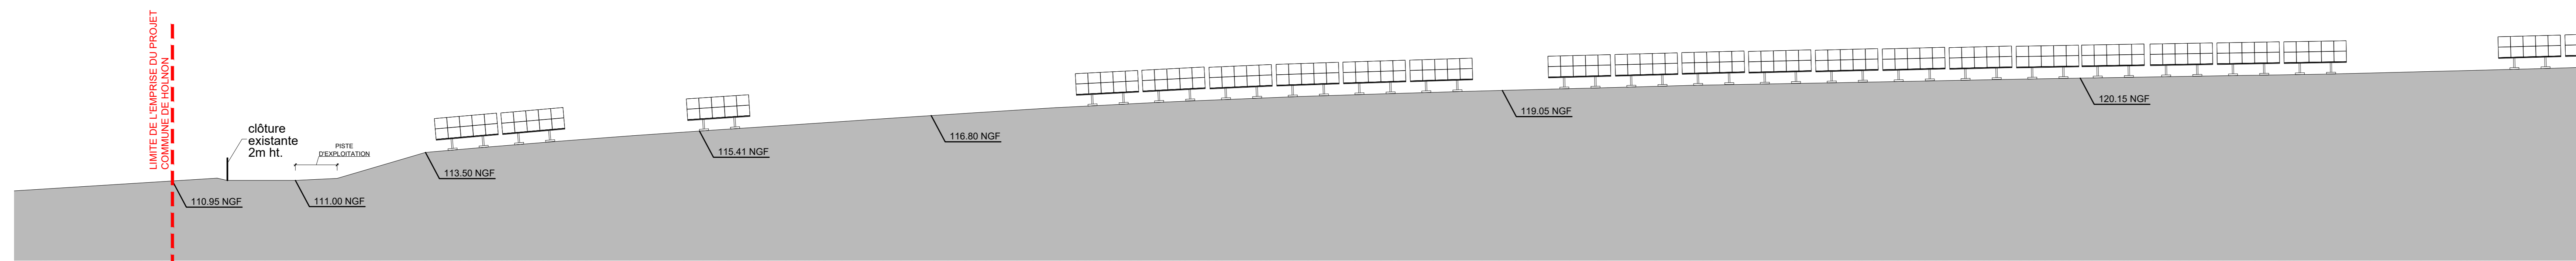 LIMITE DE L'EMPRISE DU PROJET
COMMUNE DE HOLNON
clôture
existante
2m ht.
PISTE
D'EXPLOITATION
110.95 NGF
111.00 NGF
113.50 NGF
115.41 NGF
116.80 NGF
119.05 NGF
120.15 NGF